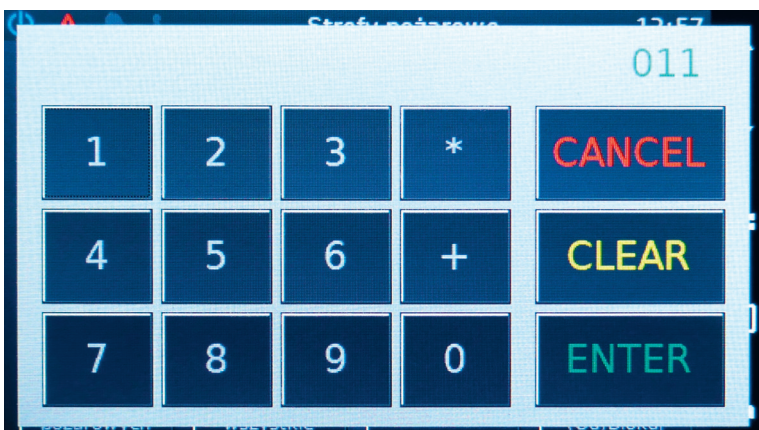 Strefy pożarowe 12:57
011
1 2 3 * CANCEL
4 5 6 + CLEAR
7 8 9 0 ENTER